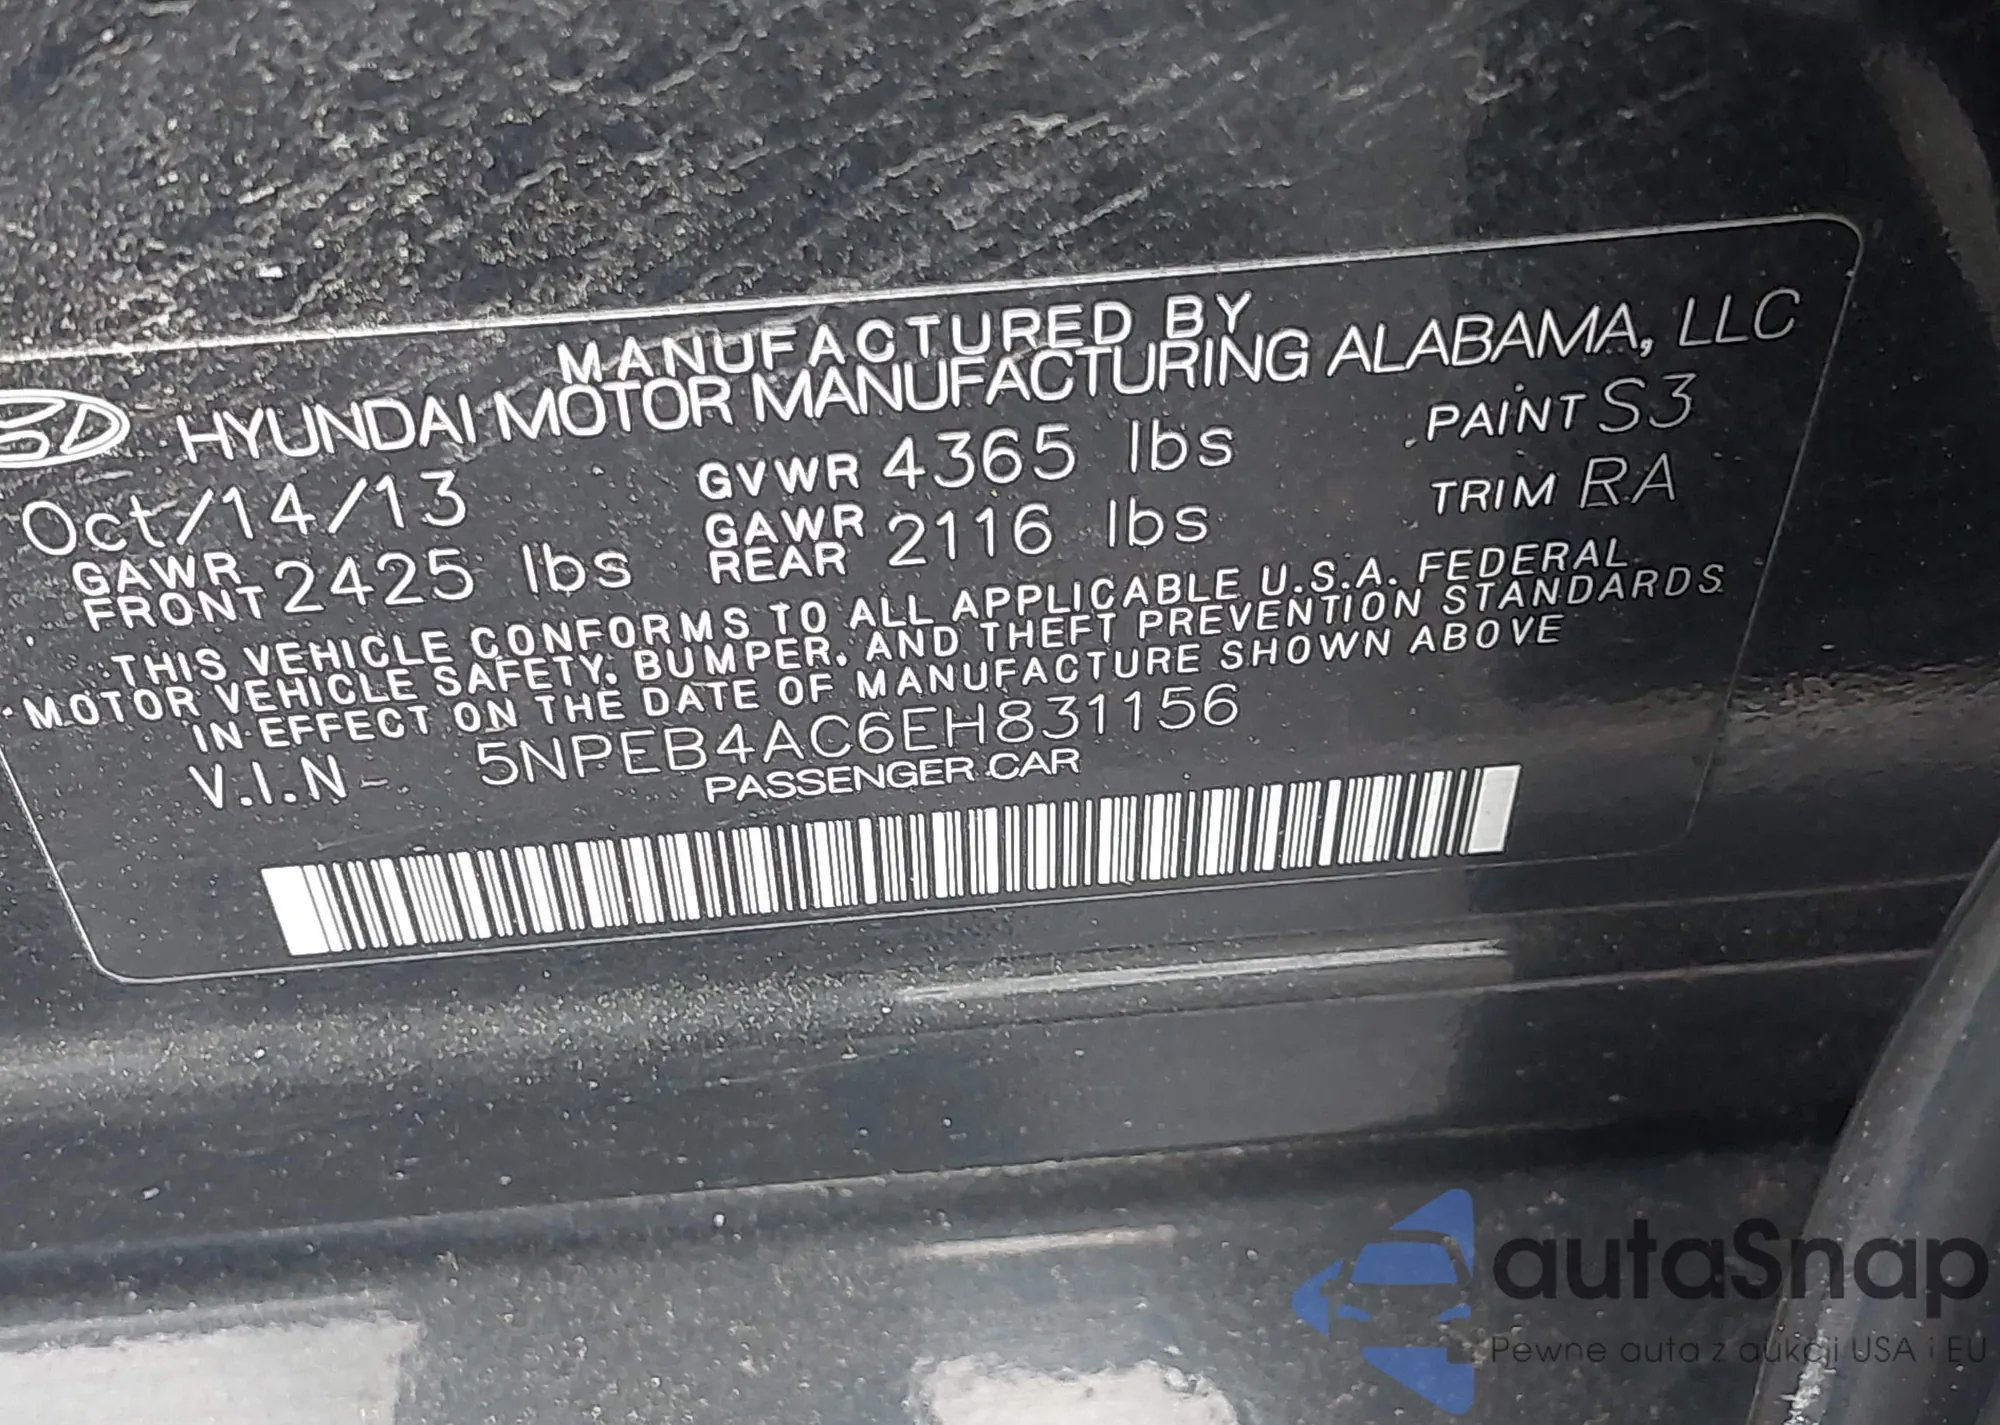 MANUFACTURED BY
HYUNDAI MOTOR MANUFACTURING ALABAMA, LLC
Oct/14/13 GVWR 4365 lbs PAINT S3
GAWR FRONT 2425 lbs GAWR REAR 2116 lbs TRIM RA
THIS VEHICLE CONFORMS TO ALL APPLICABLE U.S.A. FEDERAL
MOTOR VEHICLE SAFETY, BUMPER, AND THEFT PREVENTION STANDARDS
IN EFFECT ON THE DATE OF MANUFACTURE SHOWN ABOVE
V.I.N- 5NPEB4AC6EH831156
PASSENGER CAR
autaSnap
Pewne auta z aukcji USA i EU